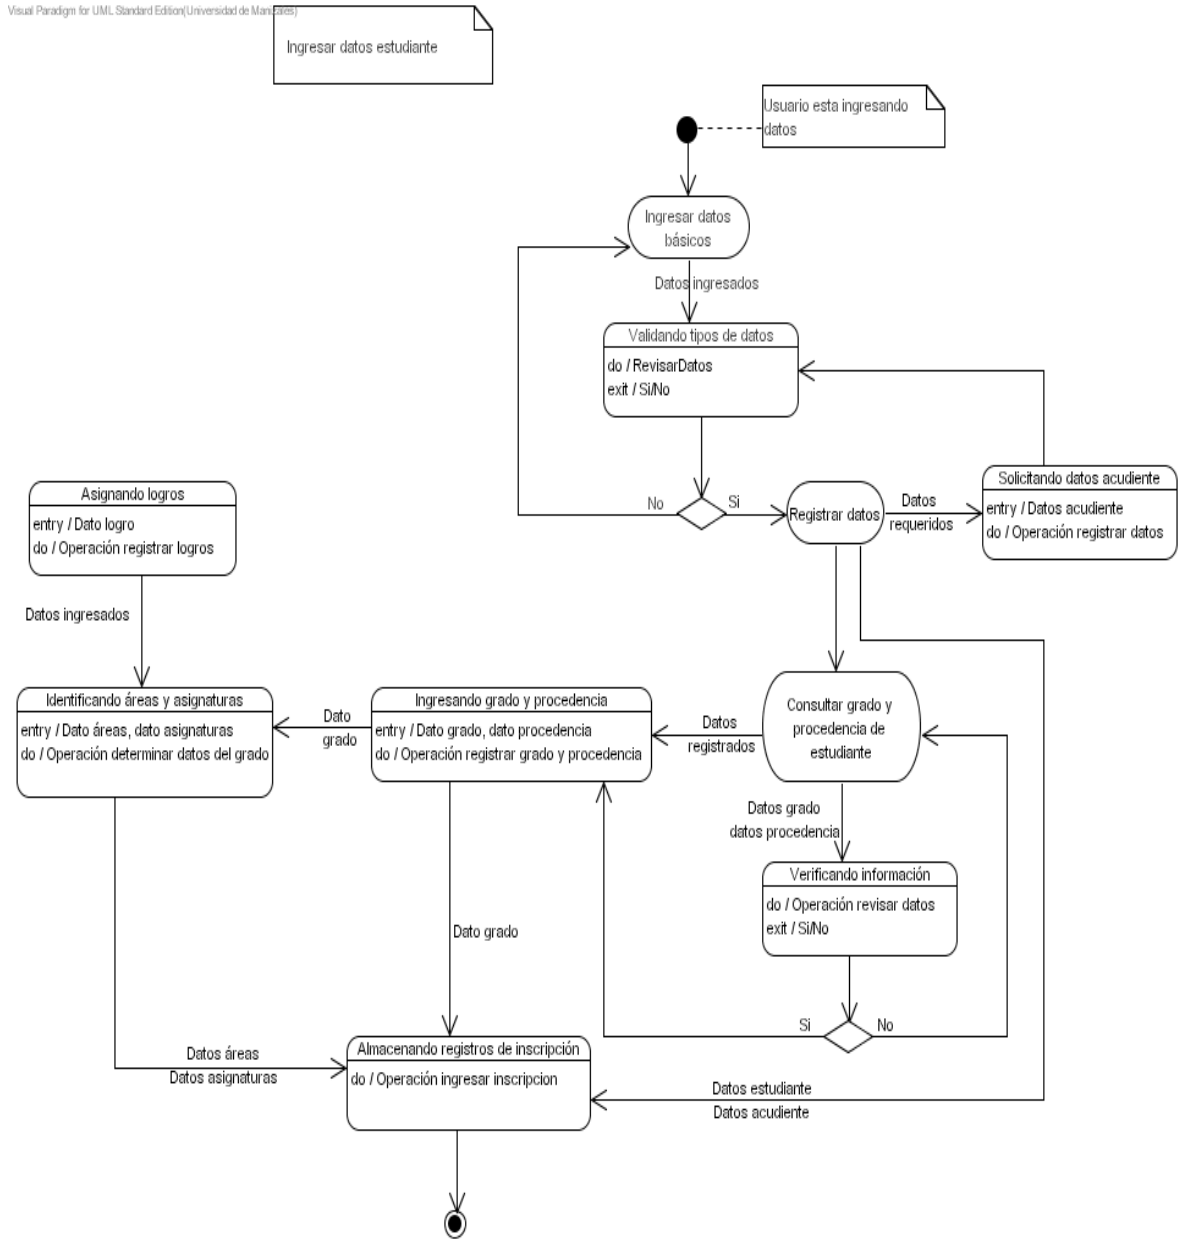 Visual Paradigm for UML Standard Edition(Universidad de Manizales)
Ingresar datos estudiante
Usuario esta ingresando
datos
Ingresar datos
básicos
Datos ingresados
Validando tipos de datos
do / RevisarDatos
exit / Si/No
No
Si
Registrar datos
Datos
requeridos
Solicitando datos acudiente
entry / Datos acudiente
do / Operación registrar datos
Asignando logros
entry / Dato logro
do / Operación registrar logros
Datos ingresados
Identificando áreas y asignaturas
entry / Dato áreas, dato asignaturas
do / Operación determinar datos del grado
Dato
grado
Ingresando grado y procedencia
entry / Dato grado, dato procedencia
do / Operación registrar grado y procedencia
Datos
registrados
Consultar grado y
procedencia de
estudiante
Datos grado
datos procedencia
Verificando información
do / Operación revisar datos
exit / Si/No
Si
No
Dato grado
Datos áreas
Datos asignaturas
Almacenando registros de inscripción
do / Operación ingresar inscripcion
Datos estudiante
Datos acudiente